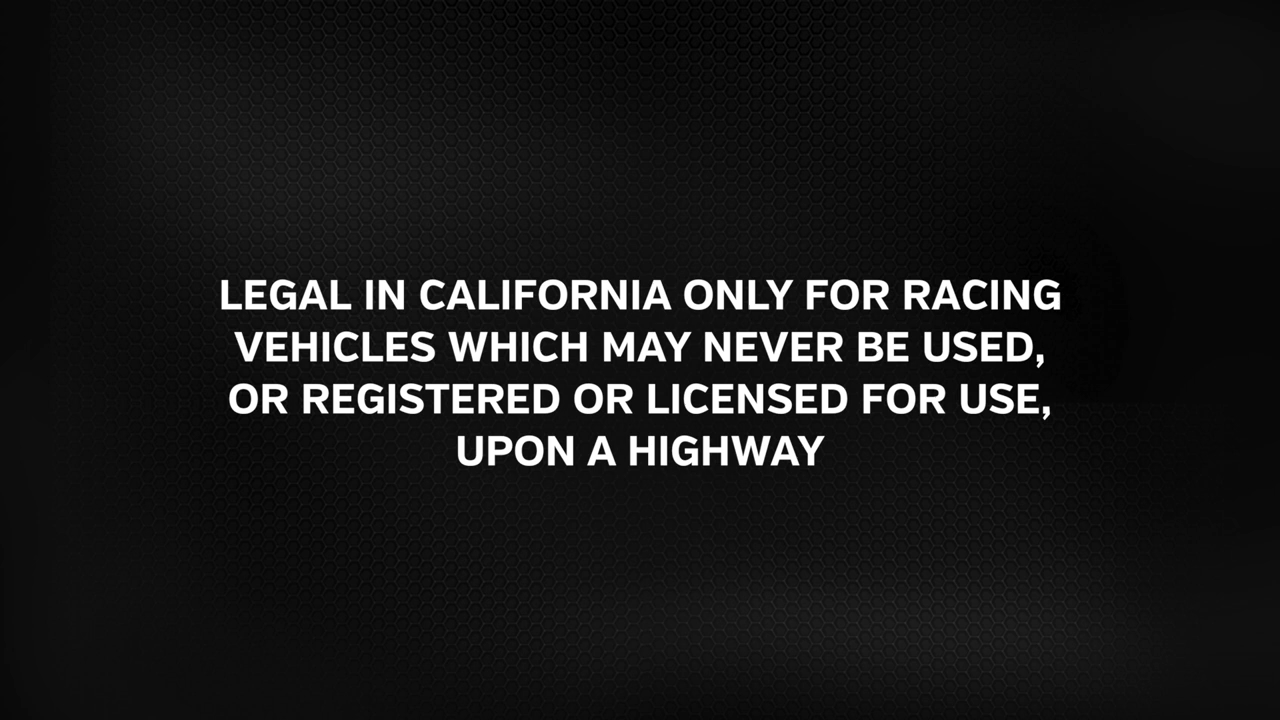 LEGAL IN CALIFORNIA ONLY FOR RACING
VEHICLES WHICH MAY NEVER BE USED,
OR REGISTERED OR LICENSED FOR USE,
UPON A HIGHWAY